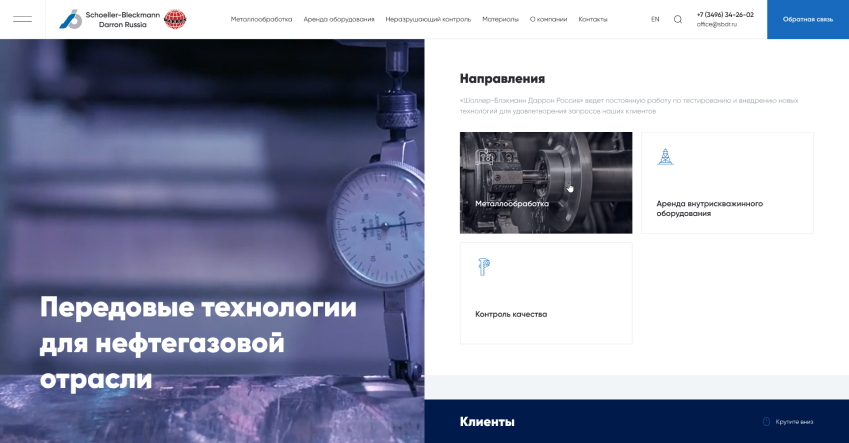 Schoeller-Bleckmann
Darron Russia
Металлообработка
Аренда оборудования
Неразрушающий контроль
Материалы
О компании
Контакты
EN
+7 (3496) 34-26-02
office@sbdr.ru
Обратная связь
Передовые технологии
для нефтегазовой
отрасли
Направления
«Шоллер-Блэкманн Даррон Россия» ведет постоянную работу по тестированию и внедрению новых
технологий для удовлетворения запросов наших клиентов
Металлообработка
Аренда внутрискважинного
оборудования
Контроль качества
Клиенты
Крутите вниз